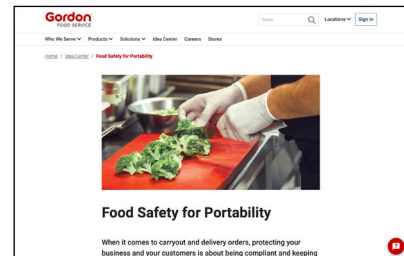 Gordon
FOOD SERVICE
Search
Locations
Sign in
Who We Serve
Products
Solutions
Idea Center
Careers
Stores
Home / Idea Center / Food Safety for Portability
Food Safety for Portability
When it comes to carryout and delivery orders, protecting your
business and your customers is about being compliant and keeping